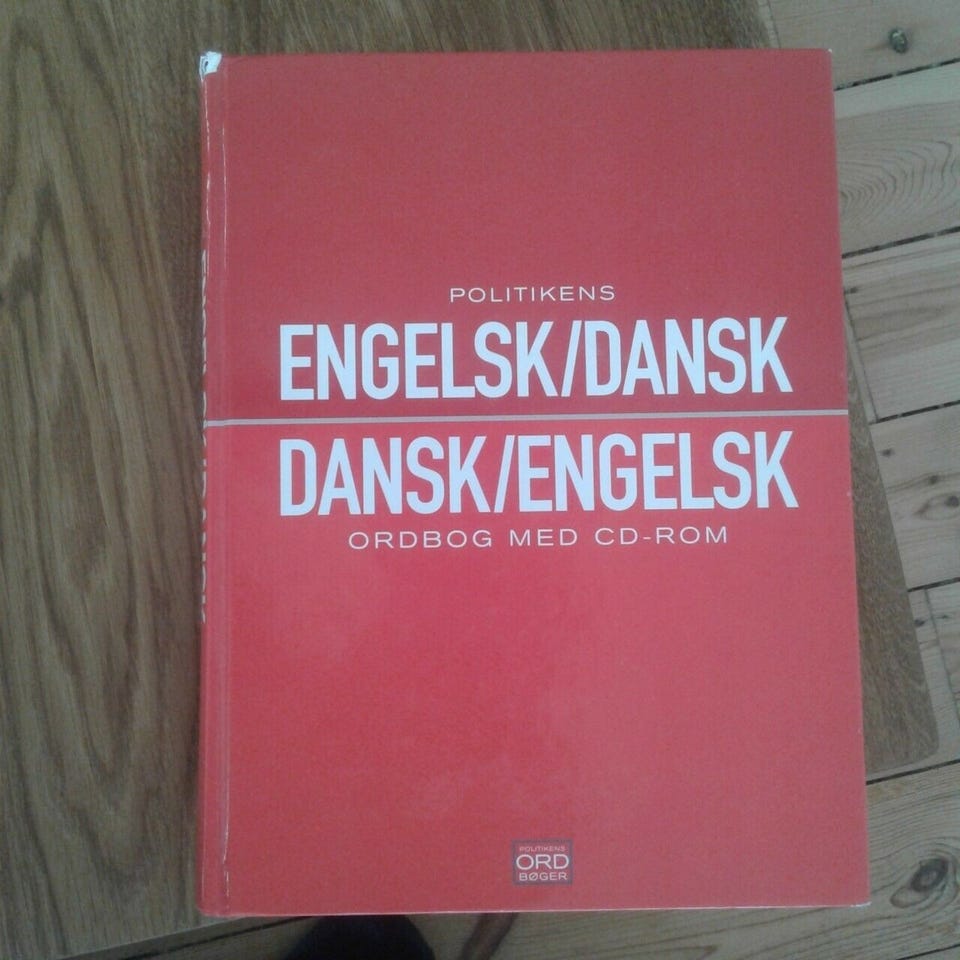 POLITIKENS
ENGELSK/DANSK
DANSK/ENGELSK
ORDBOG MED CD-ROM
POLITIKENS
ORD
BØGER